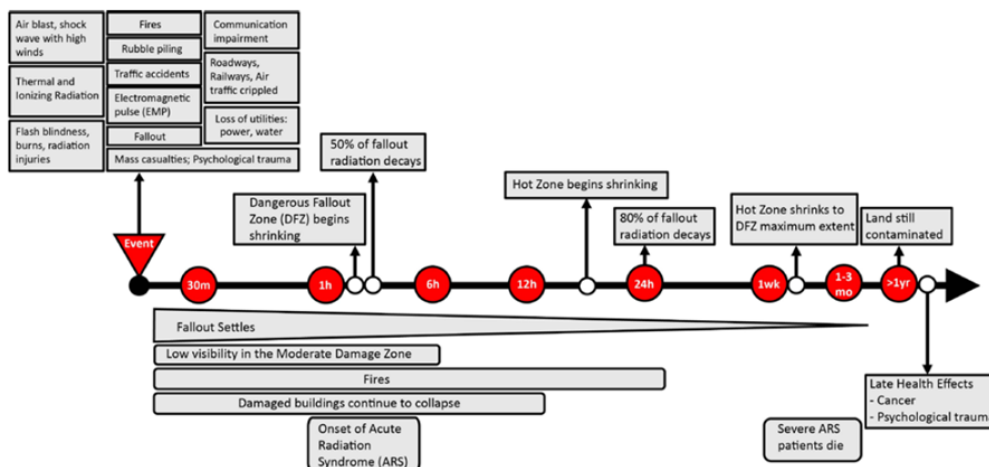 Air blast, shock
wave with high
winds
Thermal and
Ionizing Radiation
Flash blindness,
burns, radiation
injuries
Fires
Rubble piling
Traffic accidents
Electromagnetic
pulse (EMP)
Fallout
Mass casualties; Psychological trauma
Communication
impairment
Roadways,
Railways, Air
traffic crippled
Loss of utilities:
power, water
50% of fallout
radiation decays
Dangerous Fallout
Zone (DFZ) begins
shrinking
Hot Zone begins shrinking
80% of fallout
radiation decays
Hot Zone shrinks to
DFZ maximum extent
Land still
contaminated
Event
30m
1h
6h
12h
24h
1wk
1-3
mo
>1yr
Fallout Settles
Low visibility in the Moderate Damage Zone
Fires
Damaged buildings continue to collapse
Onset of Acute
Radiation
Syndrome (ARS)
Severe ARS
patients die
Late Health Effects
- Cancer
- Psychological trauma